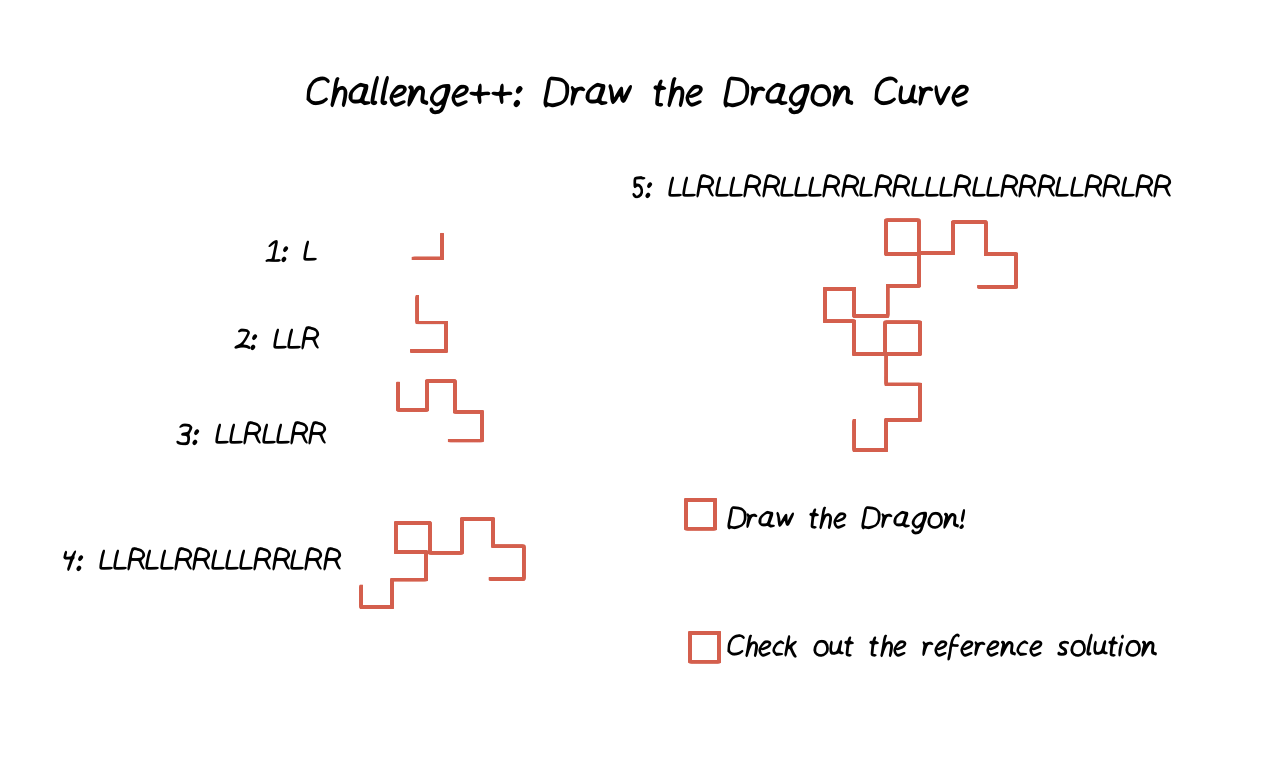 Challenge++: Draw the Dragon Curve
1: L
2: LLR
3: LLRLLRR
4: LLRLLRRLLLRRLRR
5: LLRLLRRLLLRRLRRLLLRLLRRRLLRRLRR
Draw the Dragon!
Check out the reference solution